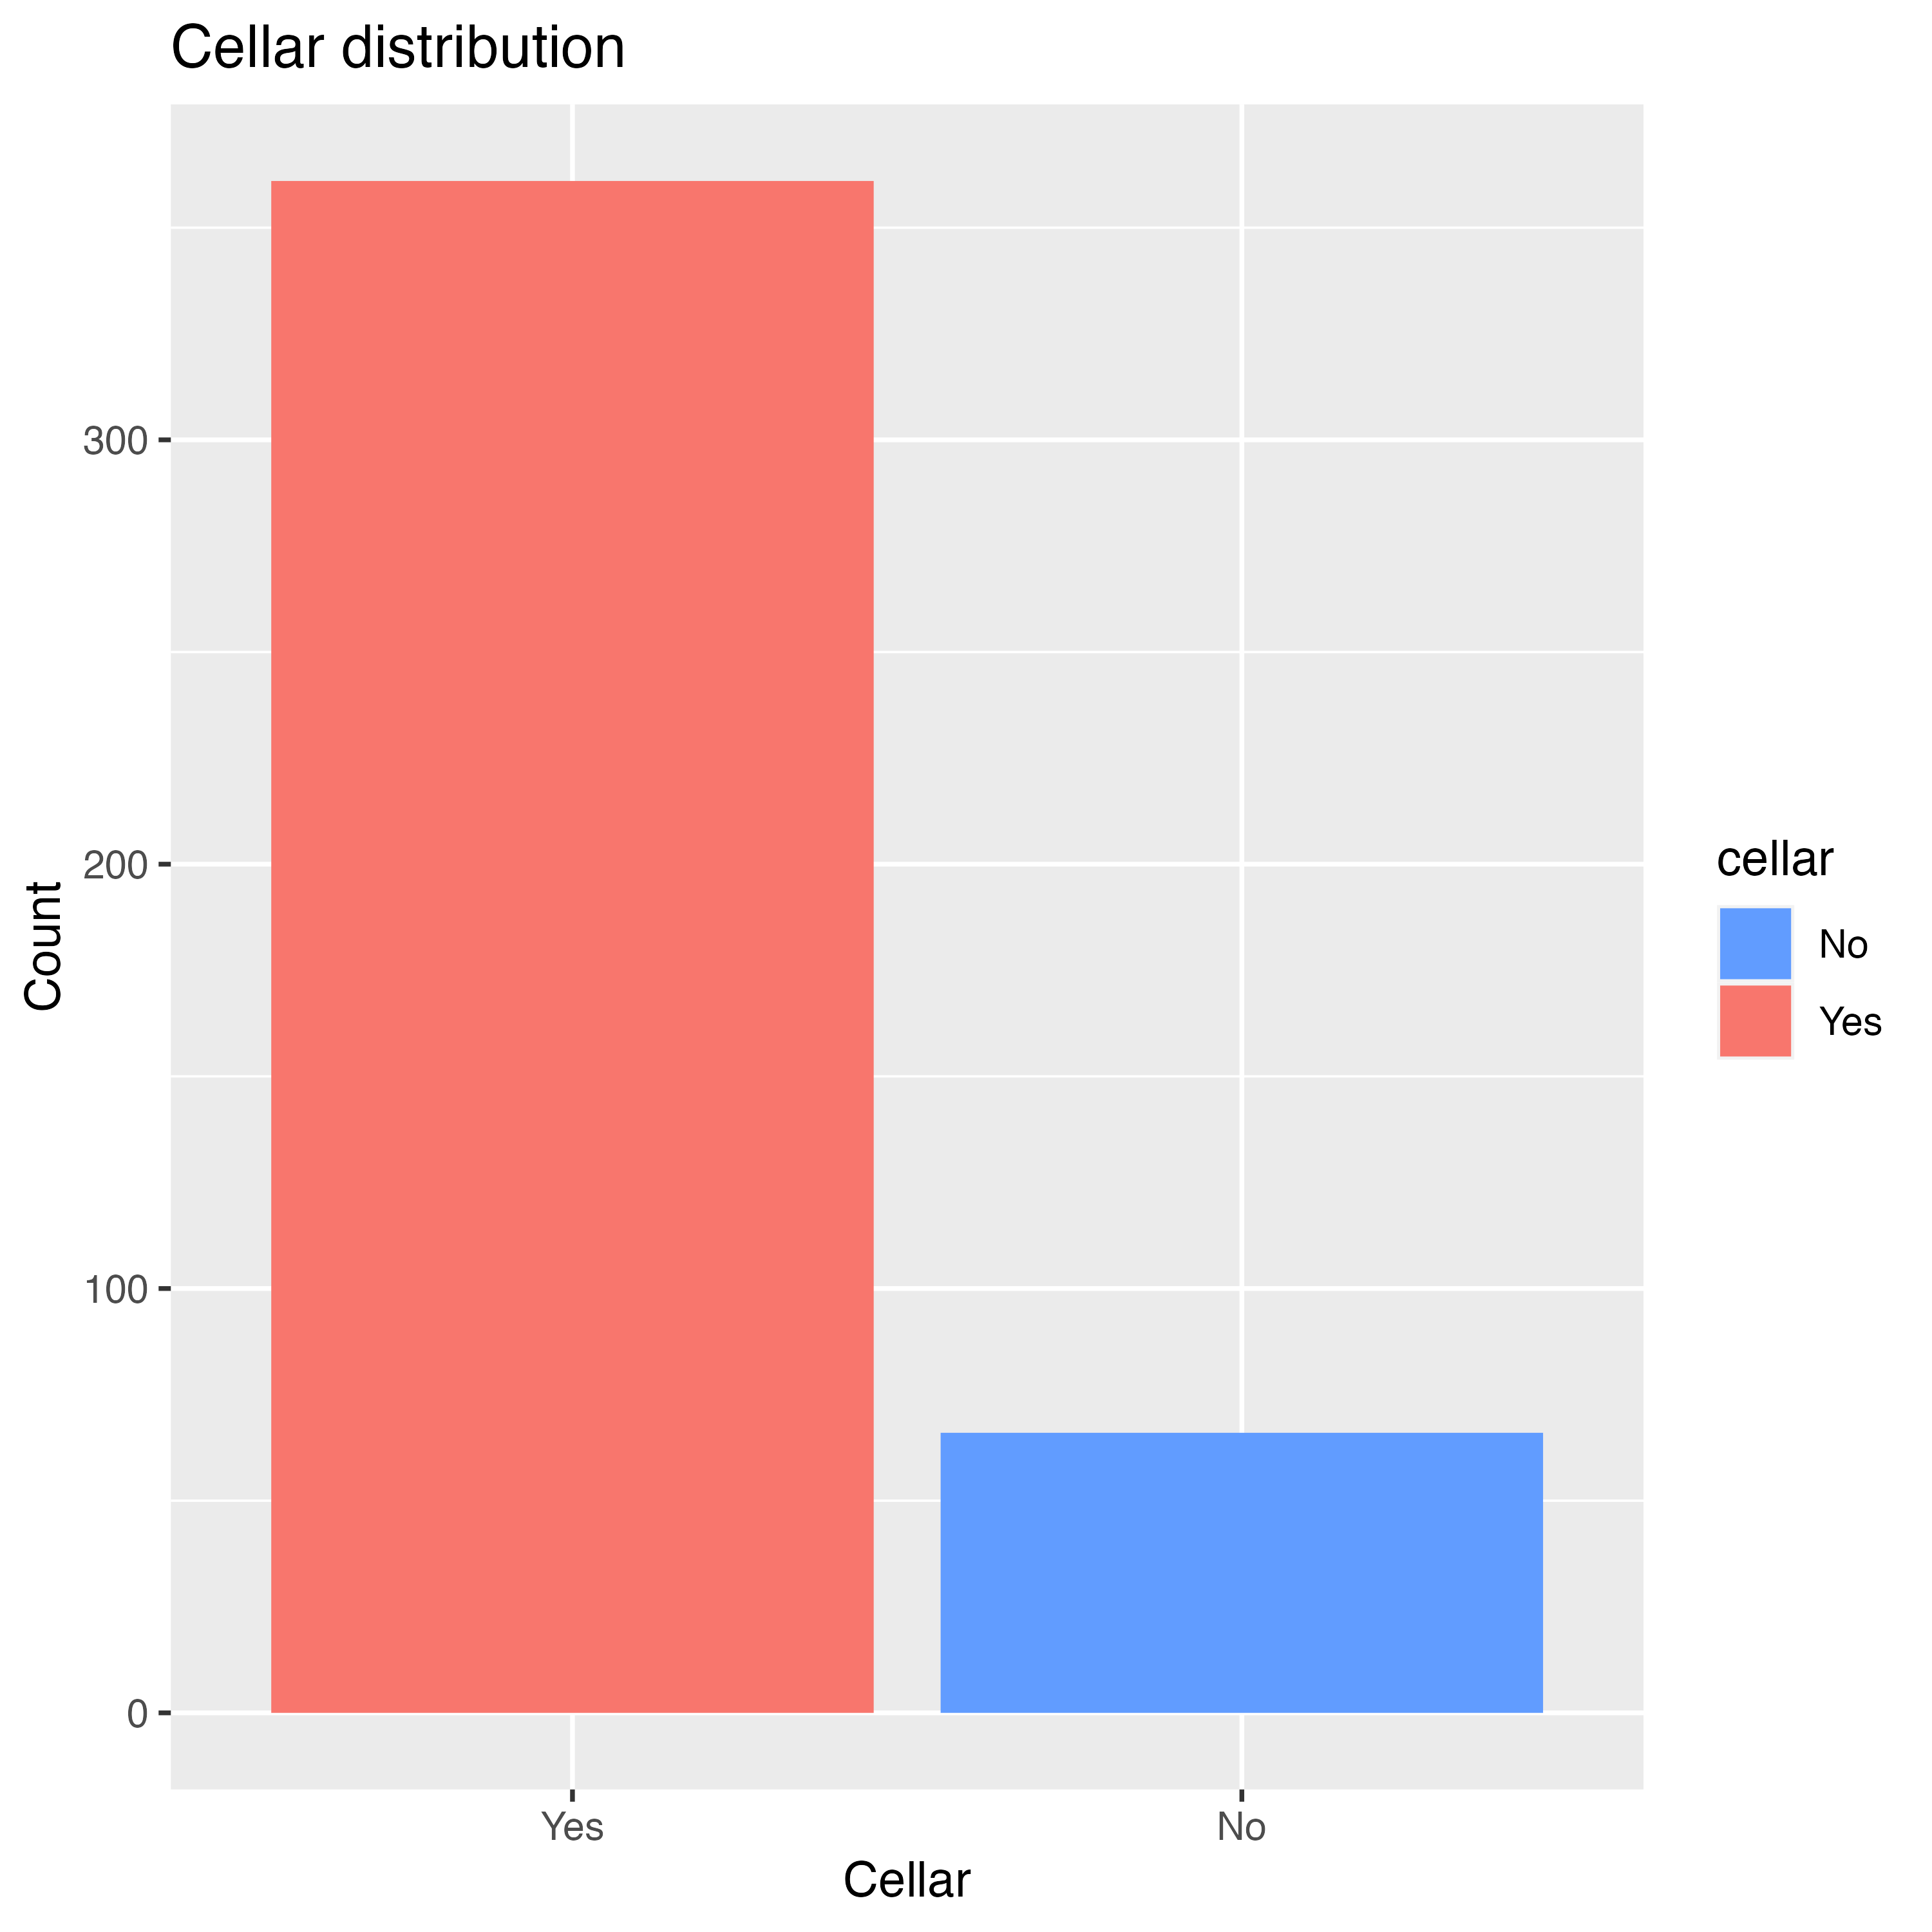 Cellar distribution
Count
300
200
100
0
Yes
No
Cellar
cellar
No
Yes